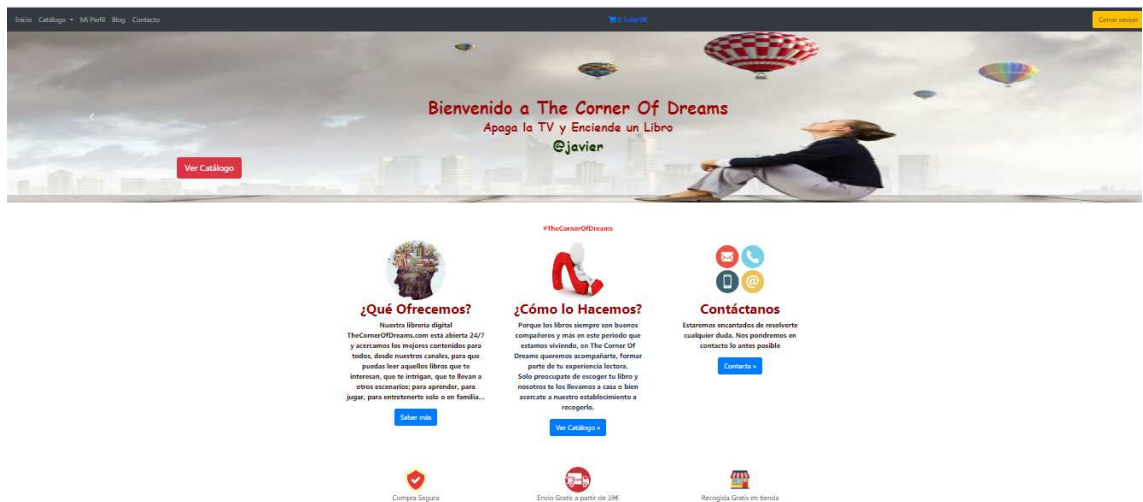 Inicio Catálogo Mi Perfil Blog Contacto
Cerrar sesion
Bienvenido a The Corner Of Dreams
Apaga la TV y Enciende un Libro
@javier
Ver Catálogo
#TheCornerOfDreams
¿Qué Ofrecemos?
Nuestra librería digital
TheCornerOfDreams.com está abierta 24/7
y acercamos los mejores contenidos para
todos, desde nuestros canales, para que
puedas leer aquellos libros que te
interesan, que te intrigan, que te llevan a
otros escenarios; para aprender, para
jugar, para entretenerte solo o en familia...
Saber más
¿Cómo lo Hacemos?
Porque los libros siempre son buenos
compañeros y más en este periodo que
estamos viviendo, en The Corner Of
Dreams queremos acompañarte, formar
parte de tu experiencia lectora.
Solo preocupate de escoger tu libro y
nosotros te los llevamos a casa o bien
acercate a nuestro establecimiento a
recogerlo.
Ver Catálogo »
Contáctanos
Estaremos encantados de resolverte
cualquier duda. Nos pondremos en
contacto lo antes posible
Contacta »
Compra Segura
Envio Gratis a partir de 19€
Recogida Gratis en tienda